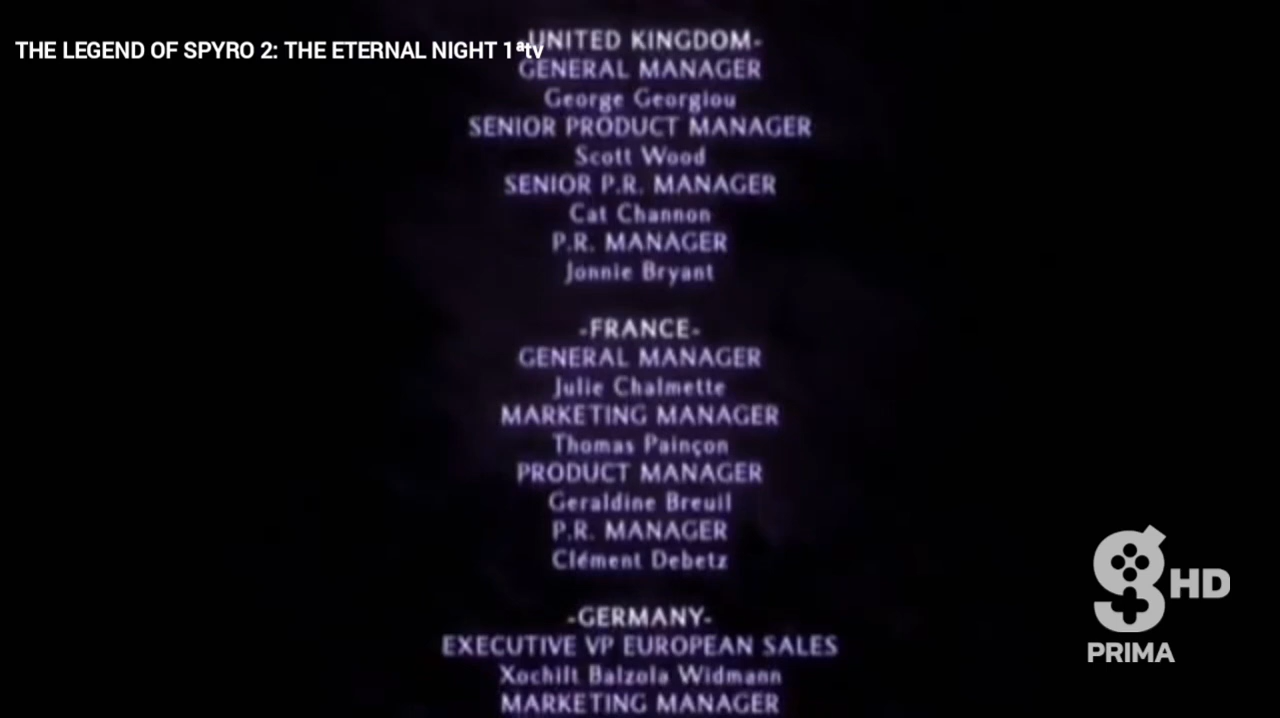 THE LEGEND OF SPYRO 2: THE ETERNAL NIGHT 1ªtv
-UNITED KINGDOM-
GENERAL MANAGER
George Georgiou
SENIOR PRODUCT MANAGER
Scott Wood
SENIOR P.R. MANAGER
Cat Channon
P.R. MANAGER
Jonnie Bryant
-FRANCE-
GENERAL MANAGER
Julie Chalmette
MARKETING MANAGER
Thomas Painçon
PRODUCT MANAGER
Geraldine Breuil
P.R. MANAGER
Clément Debetz
-GERMANY-
EXECUTIVE VP EUROPEAN SALES
Xochilt Balzola Widmann
MARKETING MANAGER
g HD
PRIMA